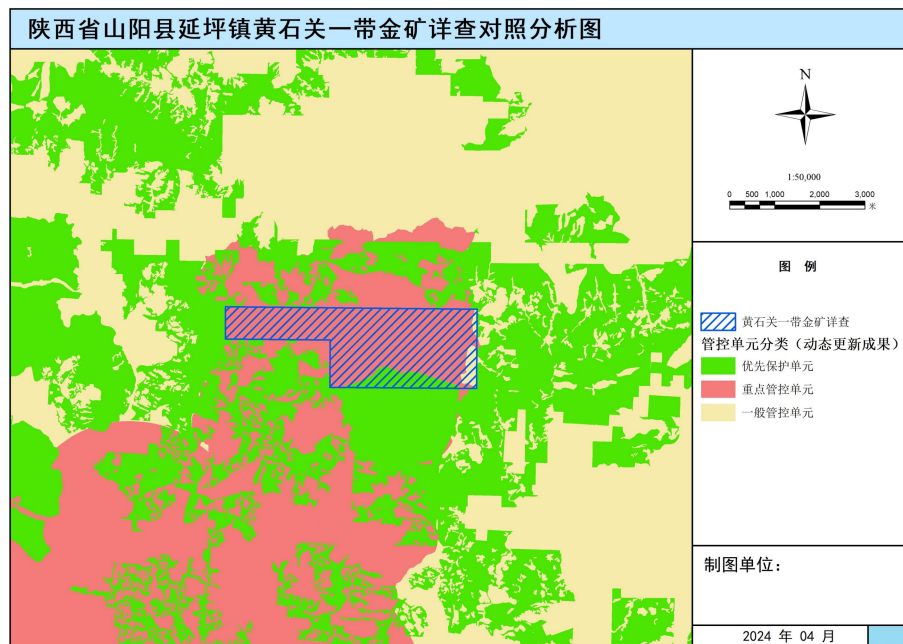 陕西省山阳县延坪镇黄石关一带金矿详查对照分析图
N
1:50,000
0 500 1,000 2,000 3,000
米
图 例
黄石关一带金矿详查
管控单元分类（动态更新成果）
优先保护单元
重点管控单元
一般管控单元
制图单位：
2024 年 04 月